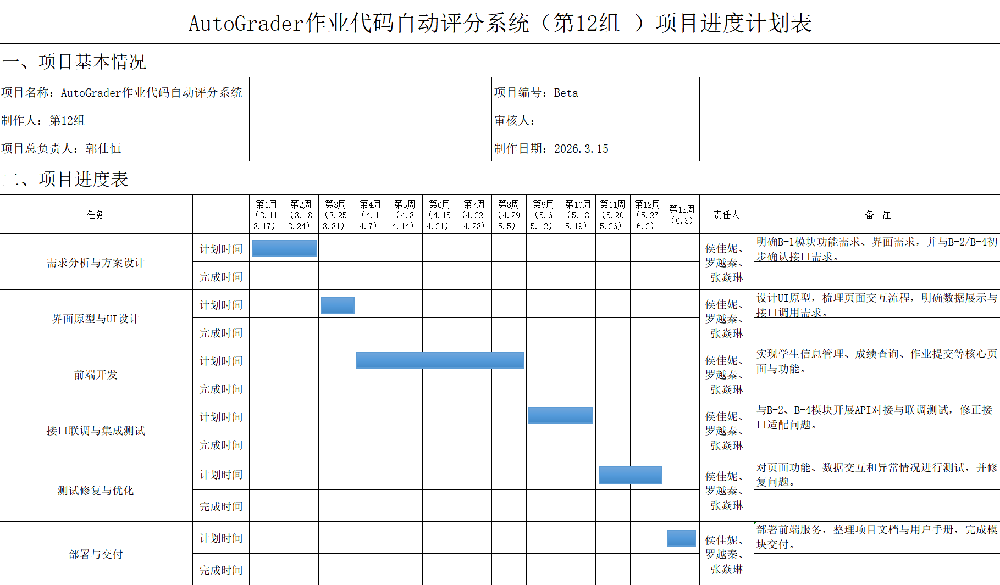 AutoGrader作业代码自动评分系统（第12组 ）项目进度计划表
一、项目基本情况
项目名称：AutoGrader作业代码自动评分系统
项目编号：Beta
制作人：第12组
审核人：
项目总负责人：郭仕恒
制作日期：2026.3.15
二、项目进度表
任务
第1周
（3.11-
3.17）
第2周
（3.18-
3.24）
第3周
（3.25-
3.31）
第4周
（4.1-
4.7）
第5周
（4.8-
4.14）
第6周
（4.15-
4.21）
第7周
（4.22-
4.28）
第8周
（4.29-
5.5）
第9周
（5.6-
5.12）
第10周
（5.13-
5.19）
第11周
（5.20-
5.26）
第12周
（5.27-
6.2）
第13周
（6.3）
责任人
备 注
需求分析与方案设计
计划时间
完成时间
侯佳妮、
罗越秦、
张焱琳
明确B-1模块功能需求、界面需求，并与B-2/B-4初
步确认接口需求。
界面原型与UI设计
计划时间
完成时间
侯佳妮、
罗越秦、
张焱琳
设计UI原型，梳理页面交互流程，明确数据展示与
接口调用需求。
前端开发
计划时间
完成时间
侯佳妮、
罗越秦、
张焱琳
实现学生信息管理、成绩查询、作业提交等核心页
面与功能。
接口联调与集成测试
计划时间
完成时间
侯佳妮、
罗越秦、
张焱琳
与B-2、B-4模块开展API对接与联调测试，修正接
口适配问题。
测试修复与优化
计划时间
完成时间
侯佳妮、
罗越秦、
张焱琳
对页面功能、数据交互和异常情况进行测试，并修
复问题。
部署与交付
计划时间
完成时间
侯佳妮、
罗越秦、
张焱琳
部署前端服务，整理项目文档与用户手册，完成模
块交付。